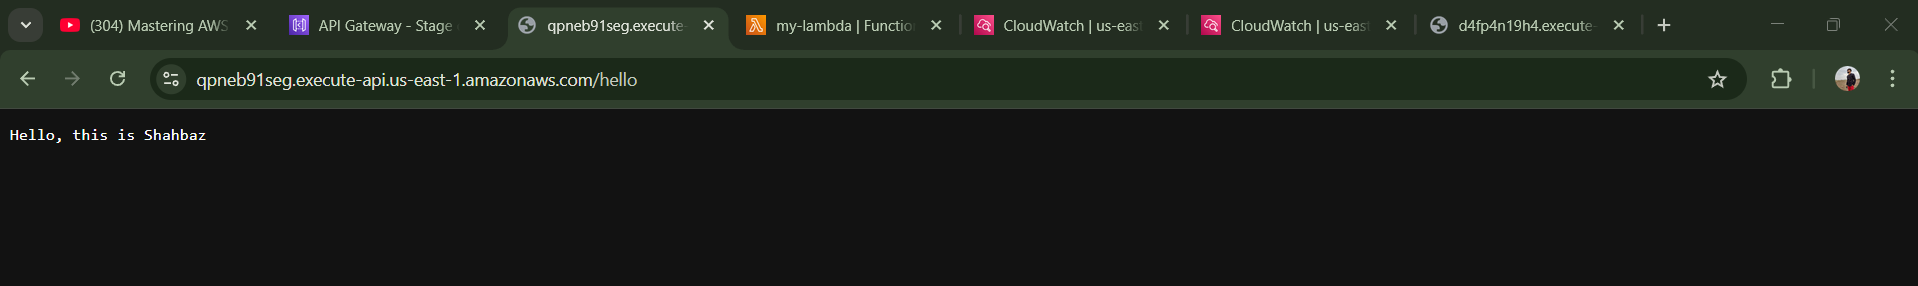 (304) Mastering AWS
API Gateway - Stage
qpneb91seg.execute-
my-lambda | Function
CloudWatch | us-east
CloudWatch | us-east
d4fp4n19h4.execute-
qpneb91seg.execute-api.us-east-1.amazonaws.com/hello
Hello, this is Shahbaz